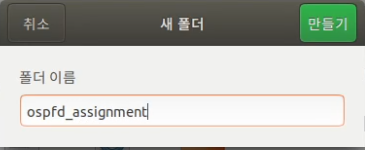 취소 새 폴더 만들기
폴더 이름
ospfd_assignment